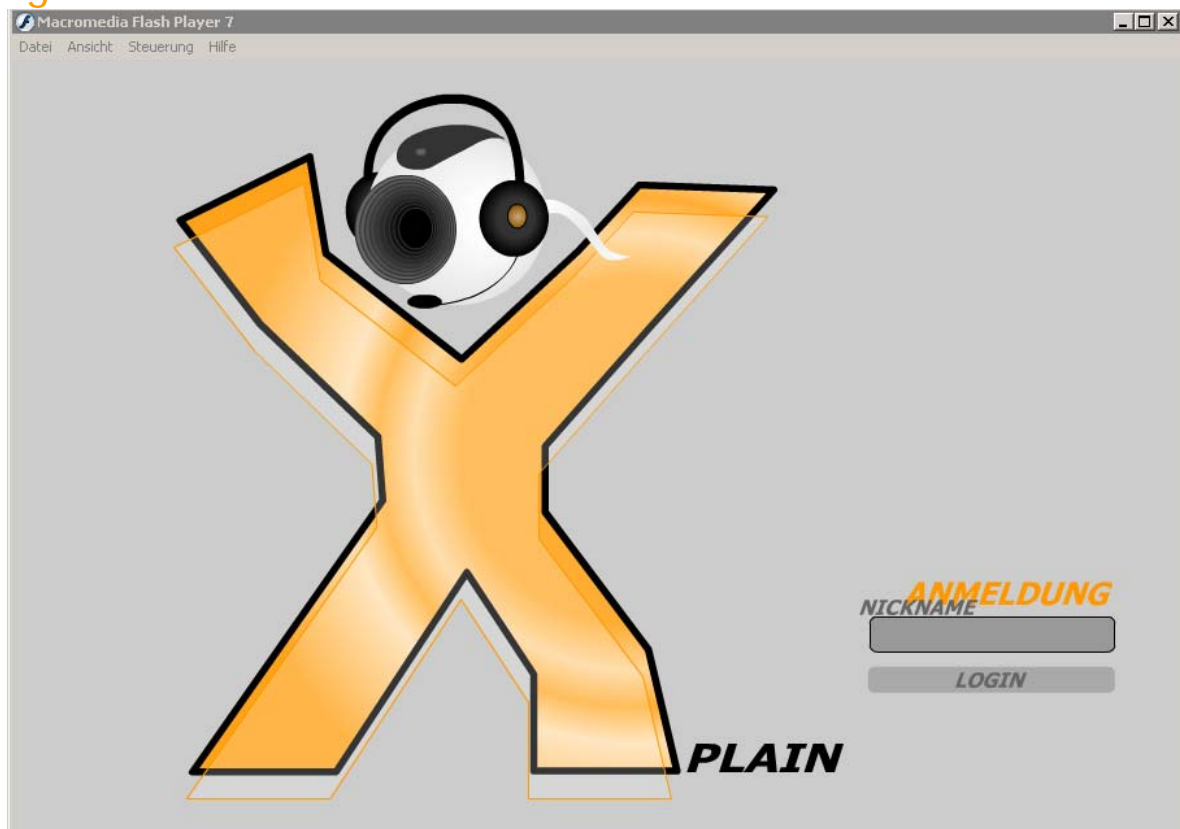 Macromedia Flash Player 7
Datei Ansicht Steuerung Hilfe
ANMELDUNG
NICKNAME
LOGIN
X PLAIN